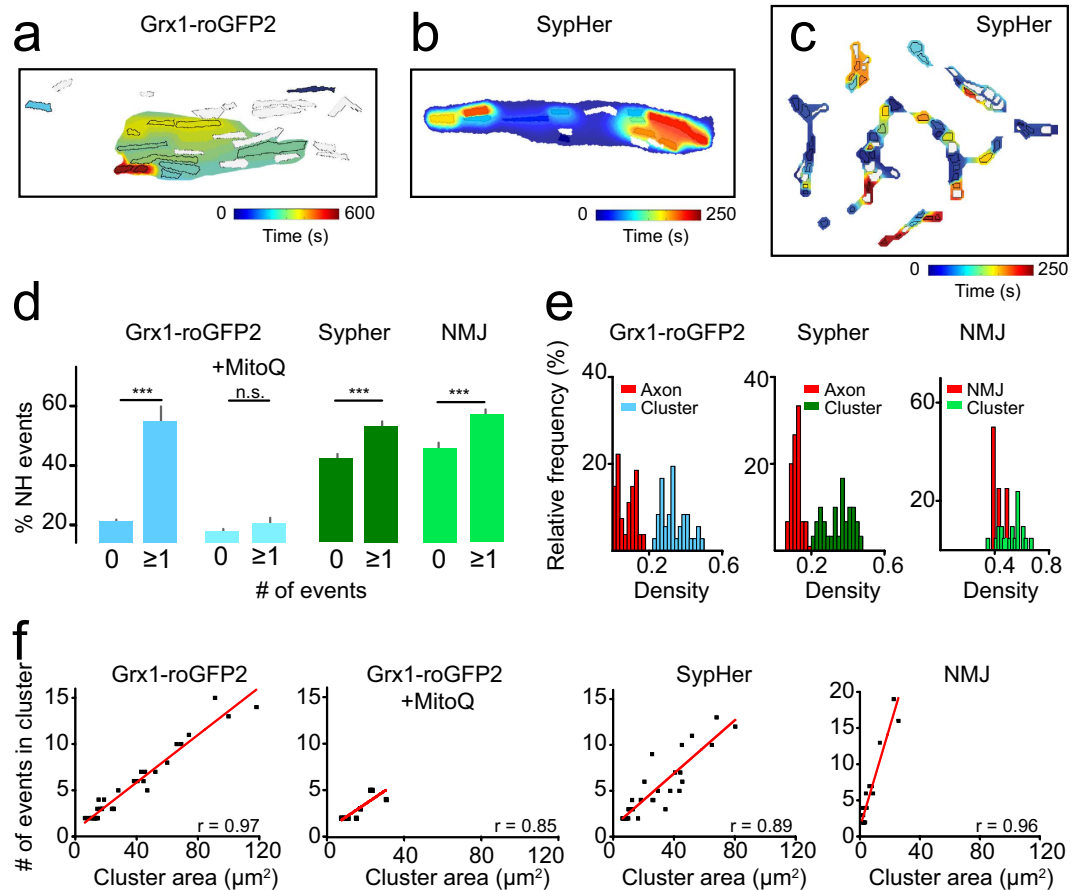 a
Grx1-roGFP2
0
600
Time (s)
b
SypHer
0
250
Time (s)
c
SypHer
0
250
Time (s)
d
Grx1-roGFP2
+MitoQ
Sypher
NMJ
***
n.s.
***
***
% NH events
60
40
20
0 ≥1 0 ≥1 0 ≥1 0 ≥1
# of events
e
Grx1-roGFP2
Sypher
NMJ
Relative frequency (%)
40
20
Axon
Cluster
0.2 0.6
Density
40
20
Axon
Cluster
0.2 0.6
Density
60
20
NMJ
Cluster
0.4 0.8
Density
f
# of events in cluster
Grx1-roGFP2
15
10
5
0
r = 0.97
0 40 80 120
Cluster area (µm²)
Grx1-roGFP2
+MitoQ
15
10
5
0
r = 0.85
0 40 80 120
Cluster area (µm²)
SypHer
15
10
5
0
r = 0.89
0 40 80 120
Cluster area (µm²)
NMJ
20
16
12
8
4
0
r = 0.96
0 40 80 120
Cluster area (µm²)